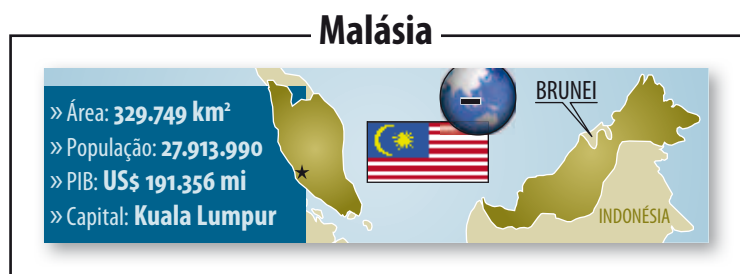 Malásia
» Área: 329.749 km²
» População: 27.913.990
» PIB: US$ 191.356 mi
» Capital: Kuala Lumpur
BRUNEI
INDONÉSIA